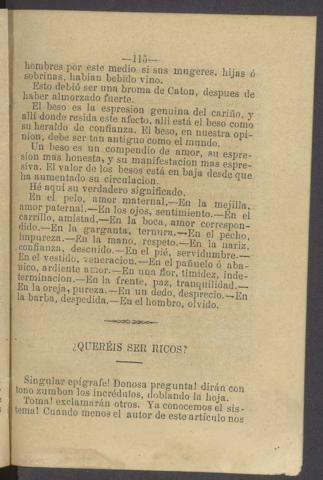 —115—
hombres por este medio si sus mugeres, hijas ó
sobrinas, habian bebido vino.
Esto debió ser una broma de Caton, despues de
haber almorzado fuerte.
El beso es la espresion genuina del cariño, y
allí donde resida este afecto, allí está el beso como
su heraldo de confianza. El beso, en nuestra opi-
nion, debe ser tan antiguo como el mundo.
Un beso es un compendio de amor, su espre-
sion mas honesta, y su manifestacion mas espre-
siva. El valor de los besos está en baja desde que
ha aumentado su circulacion.
Hé aquí su verdadero significado.
En el pelo, amor maternal.—En la mejilla,
amor paternal.—En los ojos, sentimiento.—En el
carrillo, amistad.—En la boca, amor correspon-
dido.—En la garganta, ternura.—En el pecho,
impureza.—En la mano, respeto.—En la nariz,
confianza, descuido.—En el pié, servidumbre.—
En el vestido, veneracion.—En el pañuelo ó aba-
nico, ardiente amor.—En una flor, timidez, inde-
terminacion.—En la frente, paz, tranquilidad.—
En la oreja, pureza.—En un dedo, desprecio.—En
la barba, despedida.—En el hombro, olvido.
¿QUERÉIS SER RICOS?
Singular epígrafe! Donosa pregunta! dirán con
tono zumbon los incrédulos, doblando la hoja.
Toma! exclamarán otros. Ya conocemos el sis-
tema! Cuando menos el autor de este artículo nos